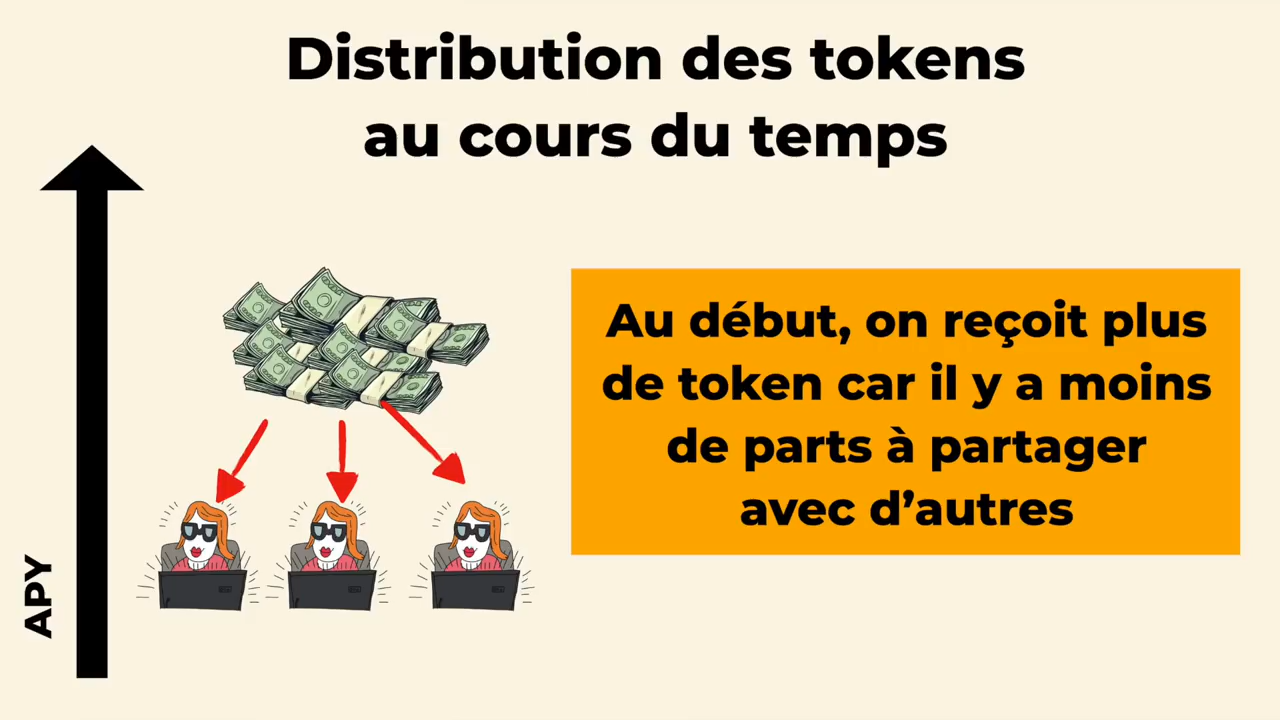 Distribution des tokens
au cours du temps
Au début, on reçoit plus
de token car il y a moins
de parts à partager
avec d’autres
APY